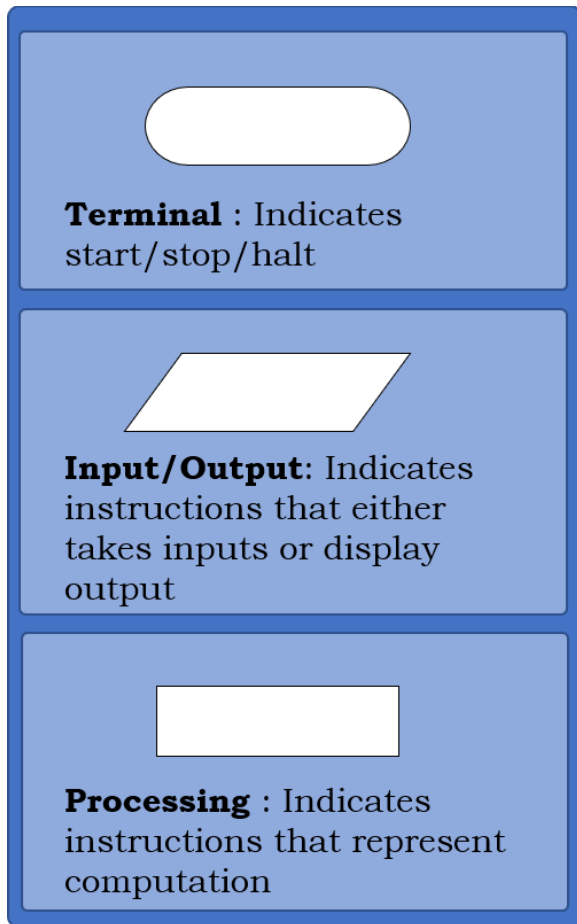 Terminal : Indicates
start/stop/halt
Input/Output: Indicates
instructions that either
takes inputs or display
output
Processing : Indicates
instructions that represent
computation